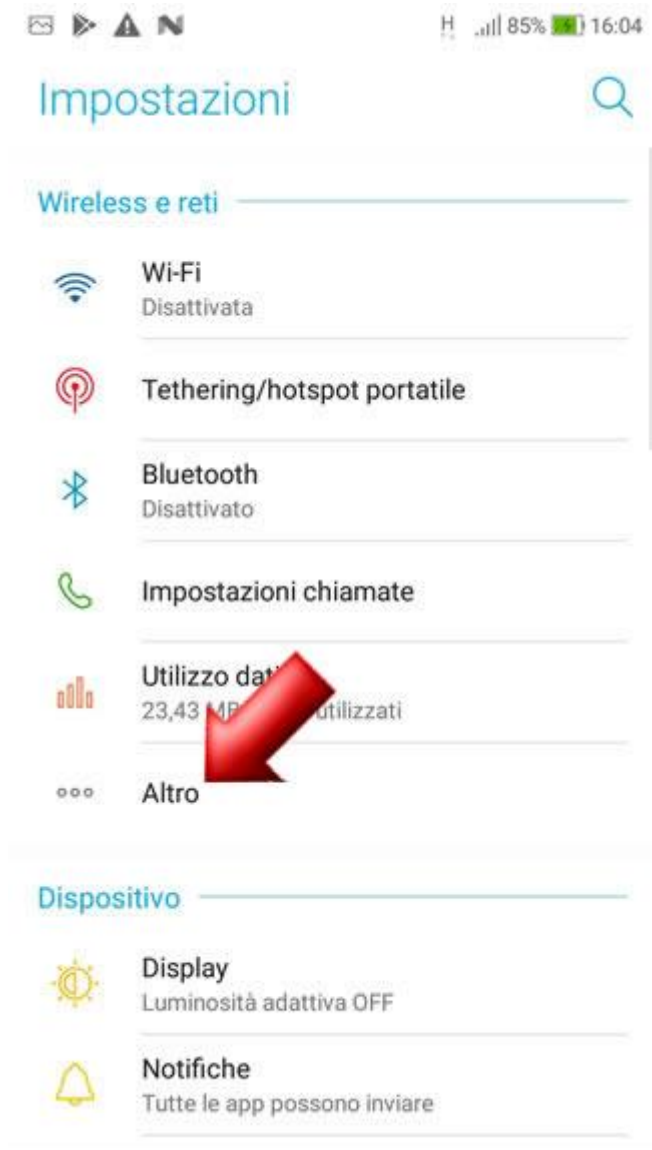 H 85% 16:04
Impostazioni
Wireless e reti
Wi-Fi
Disattivata
Tethering/hotspot portatile
Bluetooth
Disattivato
Impostazioni chiamate
Utilizzo dati
23,43 utilizzati
Altro
Dispositivo
Display
Luminosità adattiva OFF
Notifiche
Tutte le app possono inviare